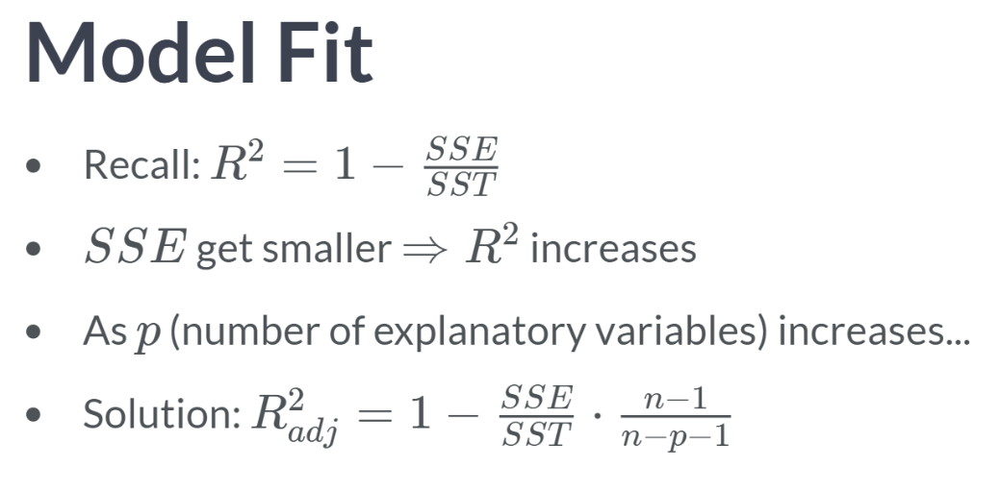 Model Fit
• Recall: $R^2 = 1 - \frac{SSE}{SST}$
• $SSE$ get smaller $\Rightarrow$ $R^2$ increases
• As $p$ (number of explanatory variables) increases...
• Solution: $R^2_{adj} = 1 - \frac{SSE}{SST} \cdot \frac{n-1}{n-p-1}$